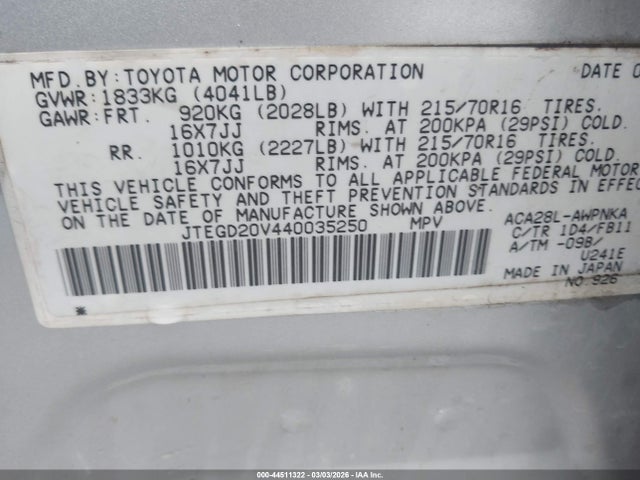 MFD.BY:TOYOTA MOTOR CORPORATION DATE 0
GVWR:1833KG (4041LB)
GAWR:FRT. 920KG (2028LB) WITH 215/70R16 TIRES.
16X7JJ RIMS. AT 200KPA (29PSI) COLD.
RR. 1010KG (2227LB) WITH 215/70R16 TIRES.
16X7JJ RIMS. AT 200KPA (29PSI) COLD.
THIS VEHICLE CONFORMS TO ALL APPLICABLE FEDERAL MOTOR
VEHICLE SAFETY AND THEFT PREVENTION STANDARDS IN EFFEC
ON THE DATE OF MANUFACTURE SHOWN ABOVE.
JTEGD20V440035250 MPV
ACA28L-AWPNKA
C/TR 1D4/FB11
A/TM -09B/
U241E
MADE IN JAPAN
NO.926
000-44511322 | 03/03/2026 | IAA Inc.